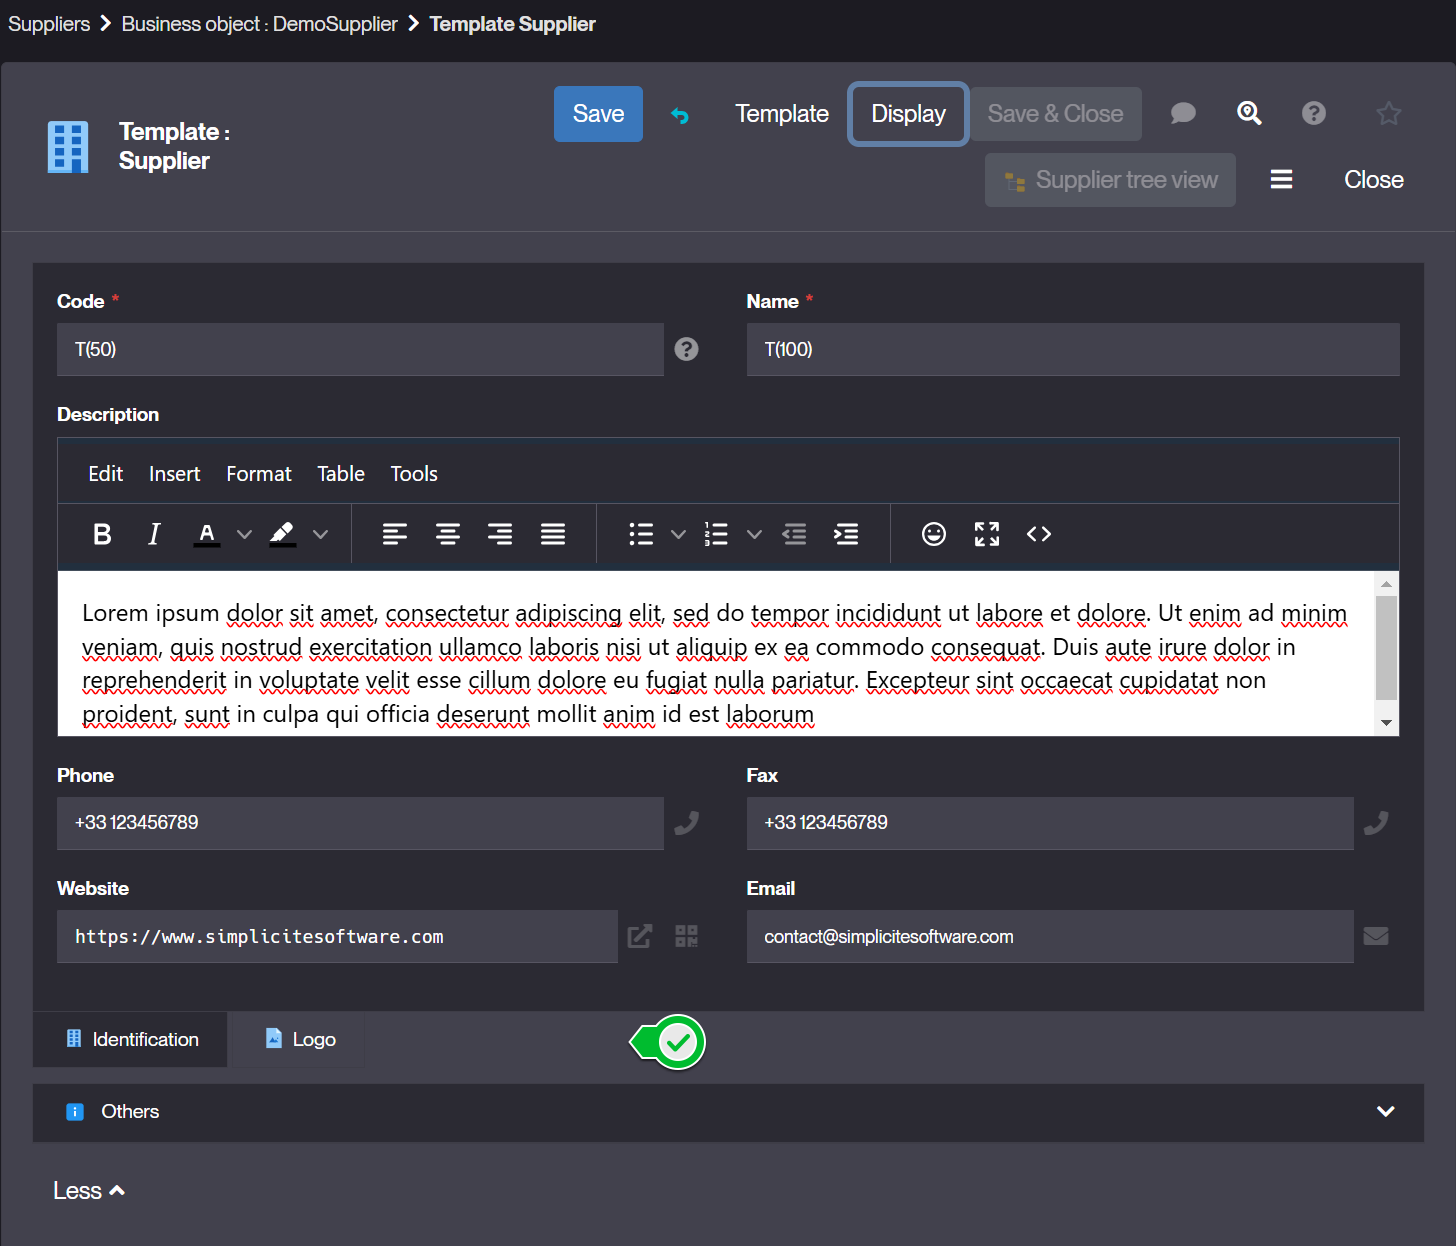 Suppliers > Business object : DemoSupplier > Template Supplier
Template :
Supplier
Save
Template
Display
Save & Close
Supplier tree view
Close
Code *
Name *
T(50)
T(100)
Description
Edit Insert Format Table Tools
Lorem ipsum dolor sit amet, consectetur adipiscing elit, sed do tempor incididunt ut labore et dolore. Ut enim ad minim
veniam, quis nostrud exercitation ullamco laboris nisi ut aliquip ex ea commodo consequat. Duis aute irure dolor in
reprehenderit in voluptate velit esse cillum dolore eu fugiat nulla pariatur. Excepteur sint occaecat cupidatat non
proident, sunt in culpa qui officia deserunt mollit anim id est laborum
Phone
Fax
+33 123456789
+33 123456789
Website
Email
https://www.simplicitesoftware.com
contact@simplicitesoftware.com
Identification
Logo
Others
Less